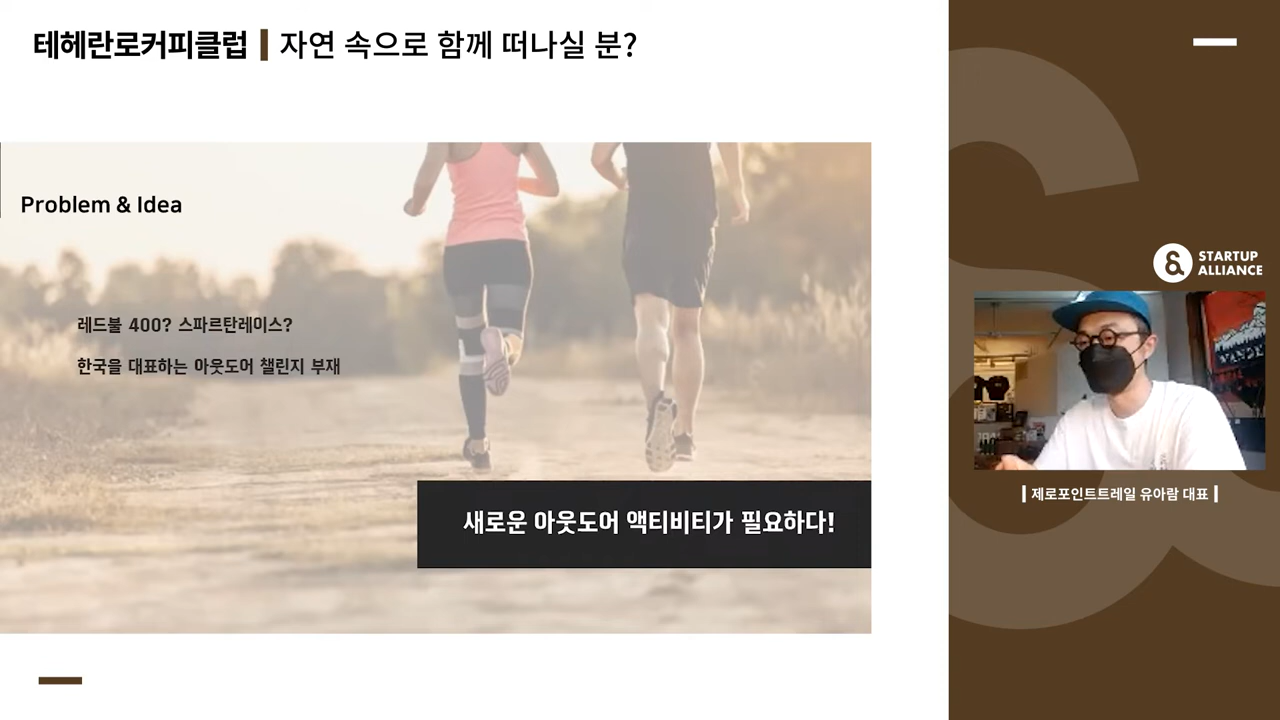 테헤란로커피클럽 | 자연 속으로 함께 떠나실 분?
Problem & Idea
레드불 400? 스파르탄레이스?
한국을 대표하는 아웃도어 챌린지 부재
새로운 아웃도어 액티비티가 필요하다!
STARTUP
ALLIANCE
제로포인트트레일 유아람 대표